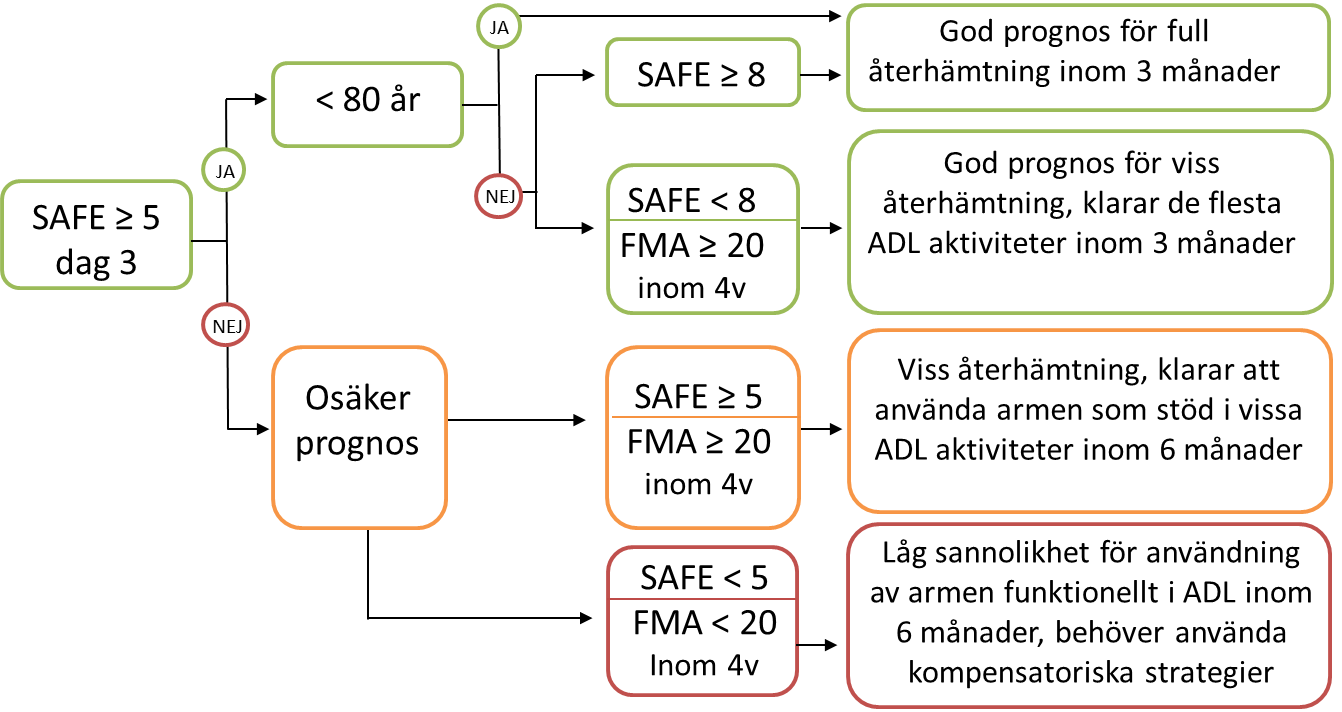 SAFE ≥ 5
dag 3
JA
NEJ
< 80 år
JA
NEJ
SAFE ≥ 8
God prognos för full
återhämtning inom 3 månader
SAFE < 8
FMA ≥ 20
inom 4v
God prognos för viss
återhämtning, klarar de flesta
ADL aktiviteter inom 3 månader
Osäker
prognos
SAFE ≥ 5
FMA ≥ 20
inom 4v
Viss återhämtning, klarar att
använda armen som stöd i vissa
ADL aktiviteter inom 6 månader
SAFE < 5
FMA < 20
Inom 4v
Låg sannolikhet för användning
av armen funktionellt i ADL inom
6 månader, behöver använda
kompensatoriska strategier